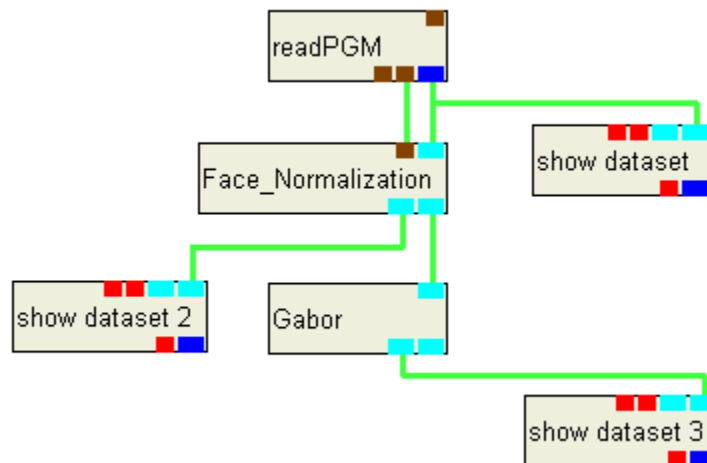 readPGM
show dataset
Face_Normalization
show dataset 2
Gabor
show dataset 3